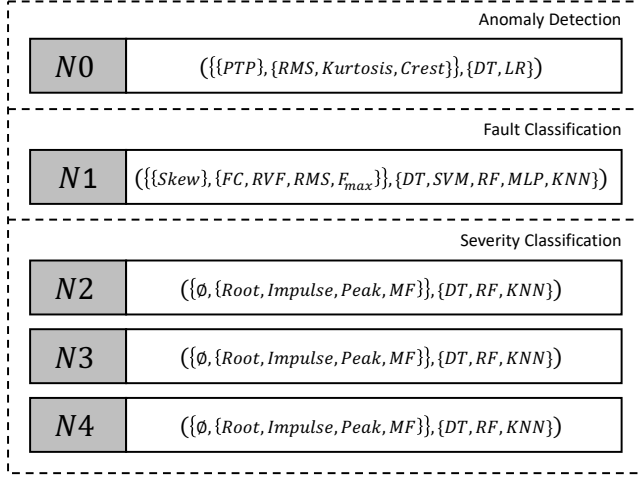 Anomaly Detection
N0 ({{PTP},{RMS,Kurtosis,Crest}},{DT,LR})
Fault Classification
N1 ({{Skew},{FC,RVF,RMS,F_max}},{DT,SVM,RF,MLP,KNN})
Severity Classification
N2 ({∅,{Root,Impulse,Peak,MF}},{DT,RF,KNN})
N3 ({∅,{Root,Impulse,Peak,MF}},{DT,RF,KNN})
N4 ({∅,{Root,Impulse,Peak,MF}},{DT,RF,KNN})